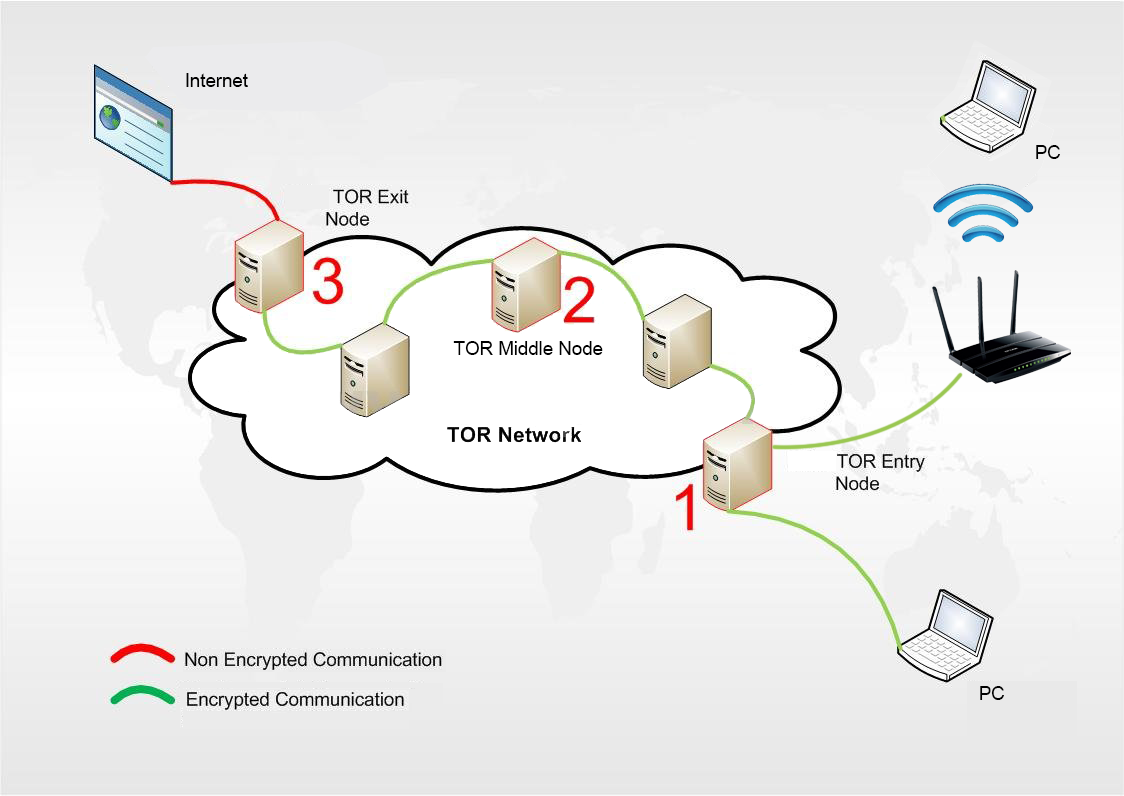 Internet
PC
TOR Exit
Node
3
2
TOR Middle Node
TOR Network
TOR Entry
Node
1
Non Encrypted Communication
Encrypted Communication
PC